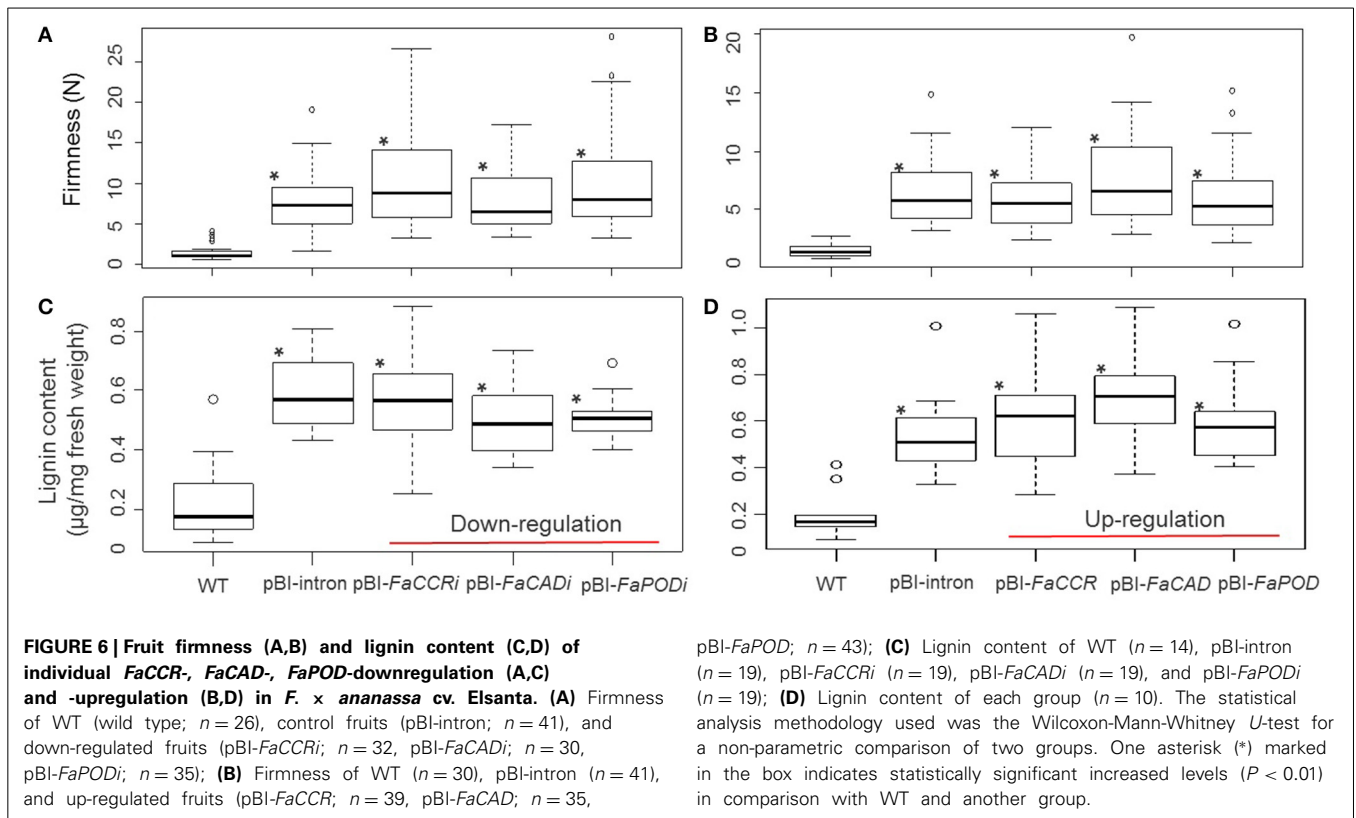 A
B
Firmness (N)
25
20
15
10
5
0
20
15
10
5
0
* * * *
* * * *
C
D
Lignin content
(µg/mg fresh weight)
0.8
0.6
0.4
0.2
0
1.0
0.8
0.6
0.4
0.2
0
* * * *
* * * *
Down-regulation
Up-regulation
WT pBI-intron pBI-FaCCRi pBI-FaCADi pBI-FaPODi
WT pBI-intron pBI-FaCCR pBI-FaCAD pBI-FaPOD
FIGURE 6 | Fruit firmness (A,B) and lignin content (C,D) of
individual FaCCR-, FaCAD-, FaPOD-downregulation (A,C)
and -upregulation (B,D) in F. x ananassa cv. Elsanta. (A) Firmness
of WT (wild type; n = 26), control fruits (pBI-intron; n = 41), and
down-regulated fruits (pBI-FaCCRi; n = 32, pBI-FaCADi; n = 30,
pBI-FaPODi; n = 35); (B) Firmness of WT (n = 30), pBI-intron (n = 41),
and up-regulated fruits (pBI-FaCCR; n = 39, pBI-FaCAD; n = 35,
pBI-FaPOD; n = 43); (C) Lignin content of WT (n = 14), pBI-intron
(n = 19), pBI-FaCCRi (n = 19), pBI-FaCADi (n = 19), and pBI-FaPODi
(n = 19); (D) Lignin content of each group (n = 10). The statistical
analysis methodology used was the Wilcoxon-Mann-Whitney U-test for
a non-parametric comparison of two groups. One asterisk (*) marked
in the box indicates statistically significant increased levels (P < 0.01)
in comparison with WT and another group.